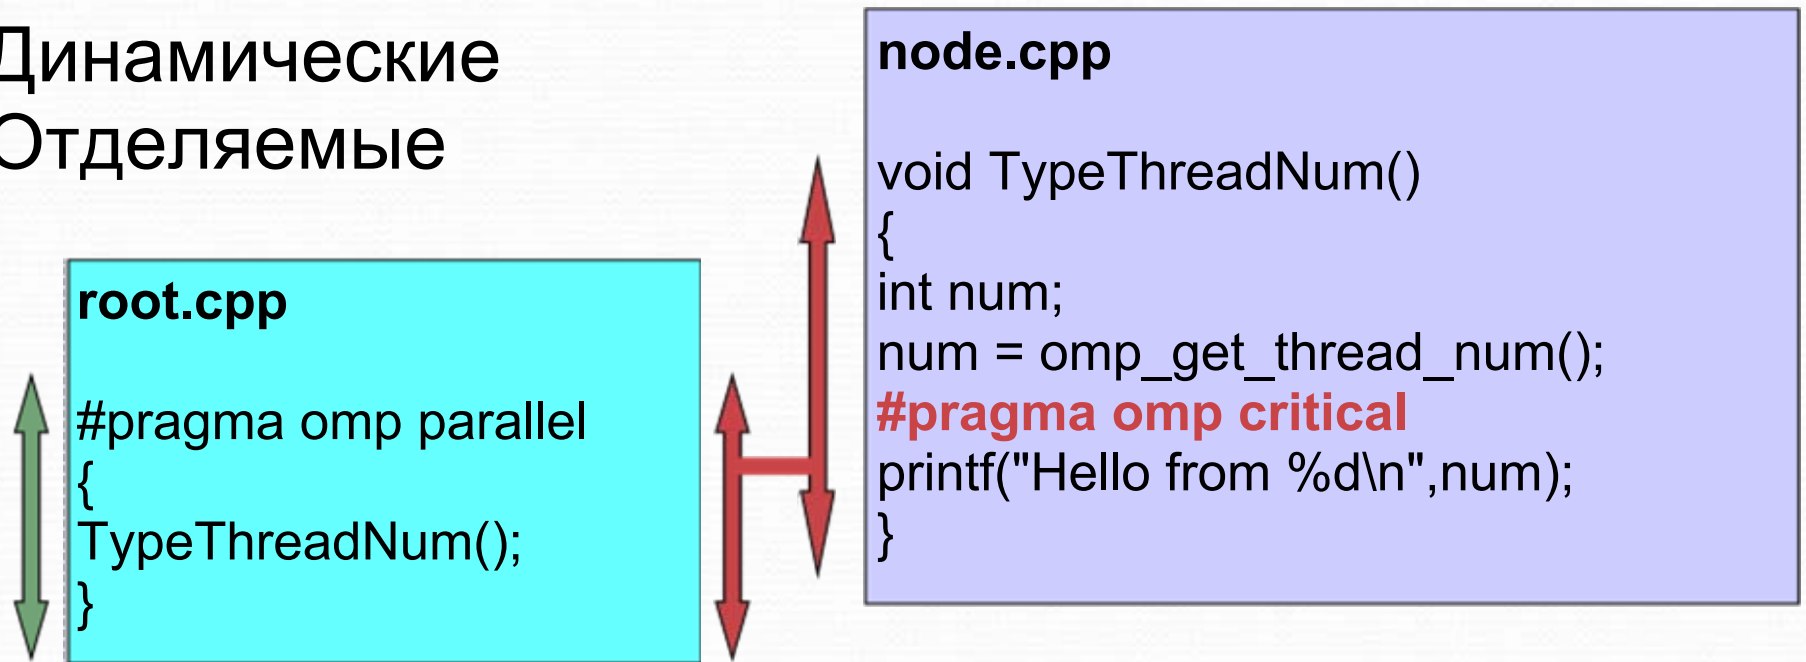 Динамические
Отделяемые
root.cpp
#pragma omp parallel
{
TypeThreadNum();
}
node.cpp
void TypeThreadNum()
{
int num;
num = omp_get_thread_num();
#pragma omp critical
printf("Hello from %d\n",num);
}